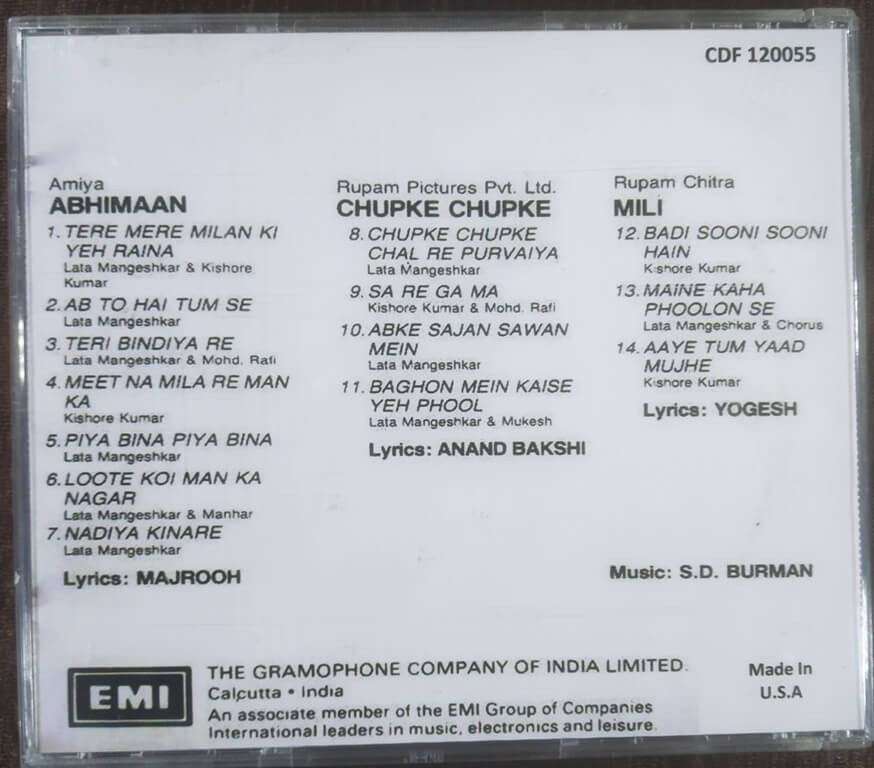 CDF 120055
Amiya
ABHIMAAN
1. TERE MERE MILAN KI
YEH RAINA
Lata Mangeshkar & Kishore
Kumar
2. AB TO HAI TUM SE
Lata Mangeshkar
3. TERI BINDIYA RE
Lata Mangeshkar & Mohd. Rafi
4. MEET NA MILA RE MAN
KA
Kishore Kumar
5. PIYA BINA PIYA BINA
Lata Mangeshkar
6. LOOTE KOI MAN KA
NAGAR
Lata Mangeshkar & Manhar
7. NADIYA KINARE
Lata Mangeshkar
Lyrics: MAJROOH
Rupam Pictures Pvt. Ltd.
CHUPKE CHUPKE
8. CHUPKE CHUPKE
CHAL RE PURVAIYA
Lata Mangeshkar
9. SA RE GA MA
Kishore Kumar & Mohd. Rafi
10. ABKE SAJAN SAWAN
MEIN
Lata Mangeshkar
11. BAGHON MEIN KAISE
YEH PHOOL
Lata Mangeshkar & Mukesh
Lyrics: ANAND BAKSHI
Rupam Chitra
MILI
12. BADI SOONI SOONI
HAIN
Kishore Kumar
13. MAINE KAHA
PHOOLON SE
Lata Mangeshkar & Chorus
14. AAYE TUM YAAD
MUJHE
Kishore Kumar
Lyrics: YOGESH
Music: S.D. BURMAN
EMI
THE GRAMOPHONE COMPANY OF INDIA LIMITED.
Calcutta • India
An associate member of the EMI Group of Companies
International leaders in music, electronics and leisure.
Made In
U.S.A